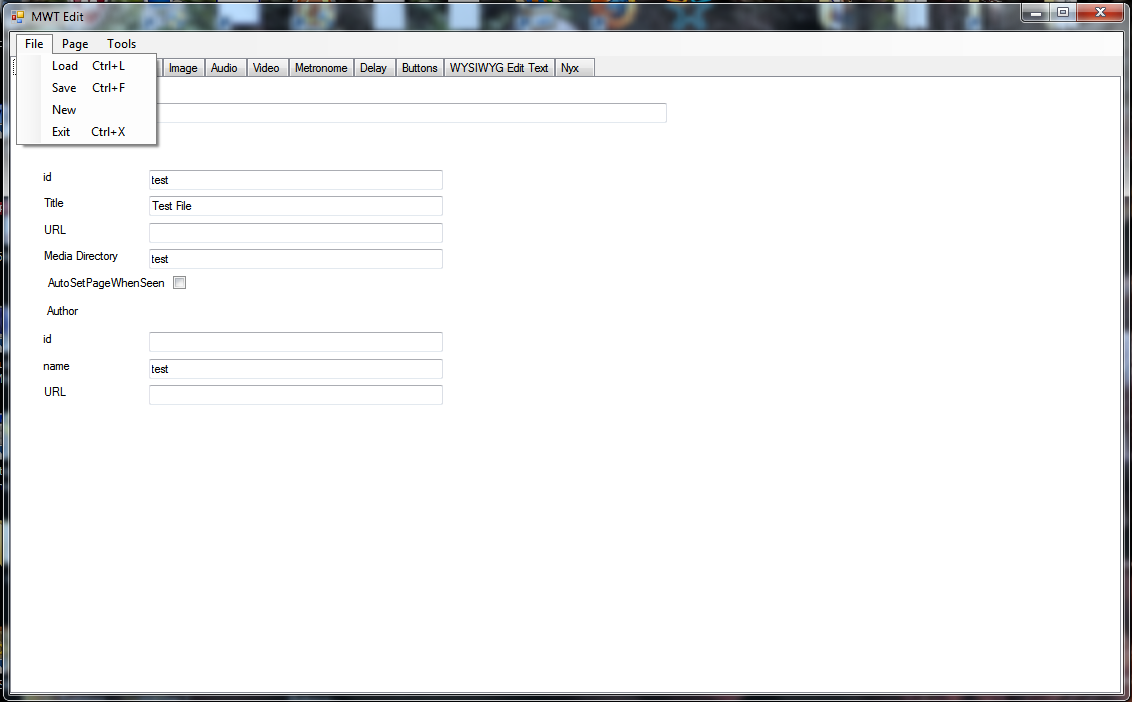 MWT Edit
File Page Tools
Load Ctrl+L
Save Ctrl+F
New
Exit Ctrl+X
Image Audio Video Metronome Delay Buttons WYSIWYG Edit Text Nyx
id test
Title Test File
URL
Media Directory test
AutoSetPageWhenSeen
Author
id
name test
URL